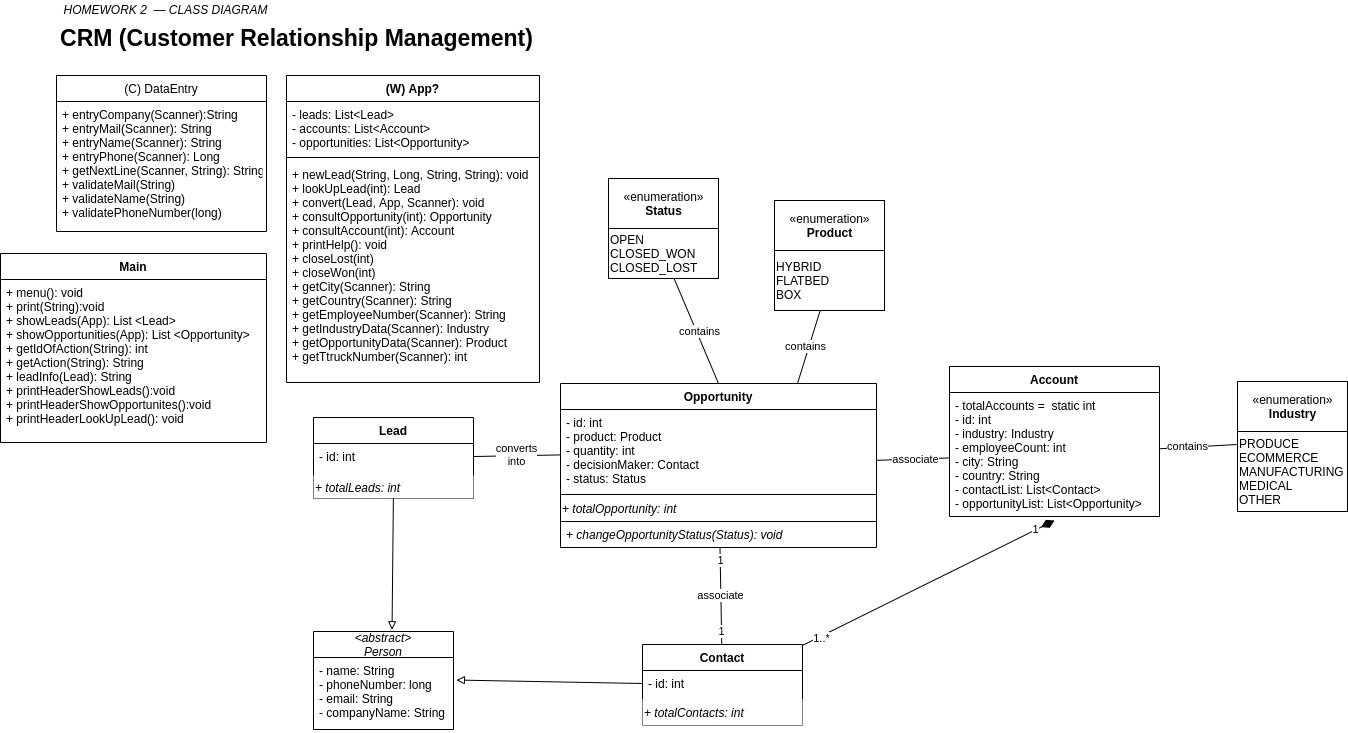 HOMEWORK 2 — CLASS DIAGRAM
CRM (Customer Relationship Management)
(C) DataEntry
+ entryCompany(Scanner):String
+ entryMail(Scanner): String
+ entryName(Scanner): String
+ entryPhone(Scanner): Long
+ getNextLine(Scanner, String): String
+ validateMail(String)
+ validateName(String)
+ validatePhoneNumber(long)
(W) App?
- leads: List<Lead>
- accounts: List<Account>
- opportunities: List<Opportunity>
+ newLead(String, Long, String, String): void
+ lookUpLead(int): Lead
+ convert(Lead, App, Scanner): void
+ consultOpportunity(int): Opportunity
+ consultAccount(int): Account
+ printHelp(): void
+ closeLost(int)
+ closeWon(int)
+ getCity(Scanner): String
+ getCountry(Scanner): String
+ getEmployeeNumber(Scanner): String
+ getIndustryData(Scanner): Industry
+ getOpportunityData(Scanner): Product
+ getTtruckNumber(Scanner): int
Main
+ menu(): void
+ print(String):void
+ showLeads(App): List <Lead>
+ showOpportunities(App): List <Opportunity>
+ getIdOfAction(String): int
+ getAction(String): String
+ leadInfo(Lead): String
+ printHeaderShowLeads():void
+ printHeaderShowOpportunites():void
+ printHeaderLookUpLead(): void
«enumeration»
Status
OPEN
CLOSED_WON
CLOSED_LOST
«enumeration»
Product
HYBRID
FLATBED
BOX
contains
contains
Lead
- id: int
+ totalLeads: int
converts
into
Opportunity
- id: int
- product: Product
- quantity: int
- decisionMaker: Contact
- status: Status
+ totalOpportunity: int
+ changeOpportunityStatus(Status): void
associate
Account
- totalAccounts =  static int
- id: int
- industry: Industry
- employeeCount: int
- city: String
- country: String
- contactList: List<Contact>
- opportunityList: List<Opportunity>
contains
«enumeration»
Industry
PRODUCE
ECOMMERCE
MANUFACTURING
MEDICAL
OTHER
1
1
associate
1
1..*
<abstract>
Person
- name: String
- phoneNumber: long
- email: String
- companyName: String
Contact
- id: int
+ totalContacts: int